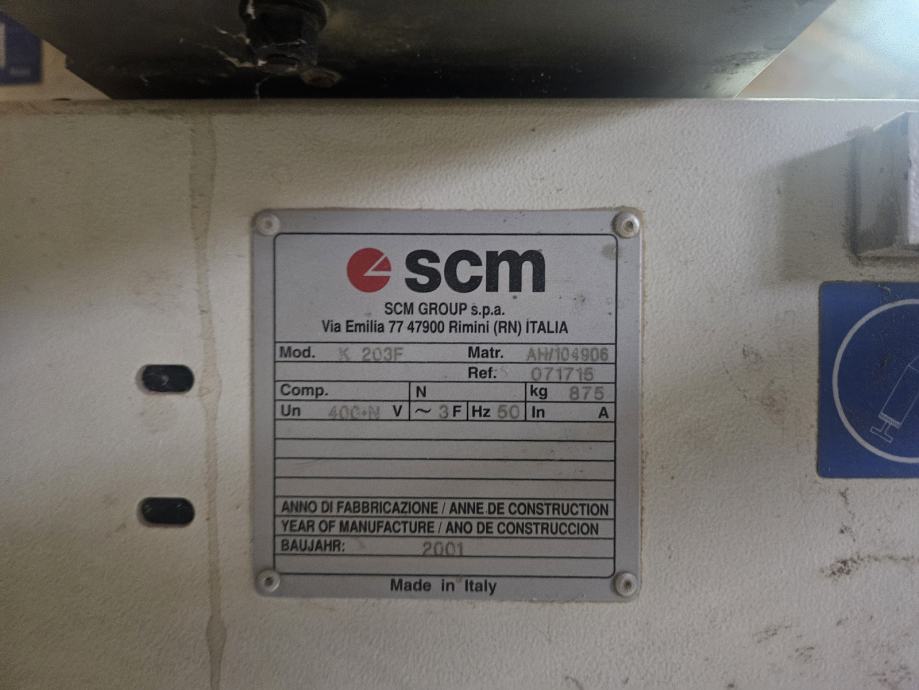 scm
SCM GROUP s.p.a.
Via Emilia 77 47900 Rimini (RN) ITALIA
Mod. K 203F Matr. AH/104906
Ref. 071715
Comp. N kg 875
Un 400+N V ~ 3 F Hz 50 In A
ANNO DI FABBRICAZIONE / ANNE DE CONSTRUCTION
YEAR OF MANUFACTURE / ANO DE CONSTRUCCION
BAUJAHR: 2001
Made in Italy